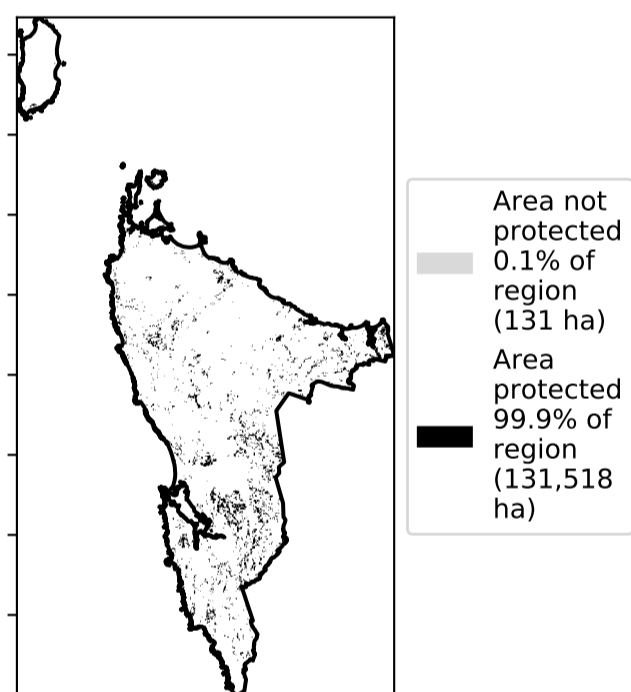 Area not
protected
0.1% of
region
(131 ha)
Area
protected
99.9% of
region
(131,518
ha)